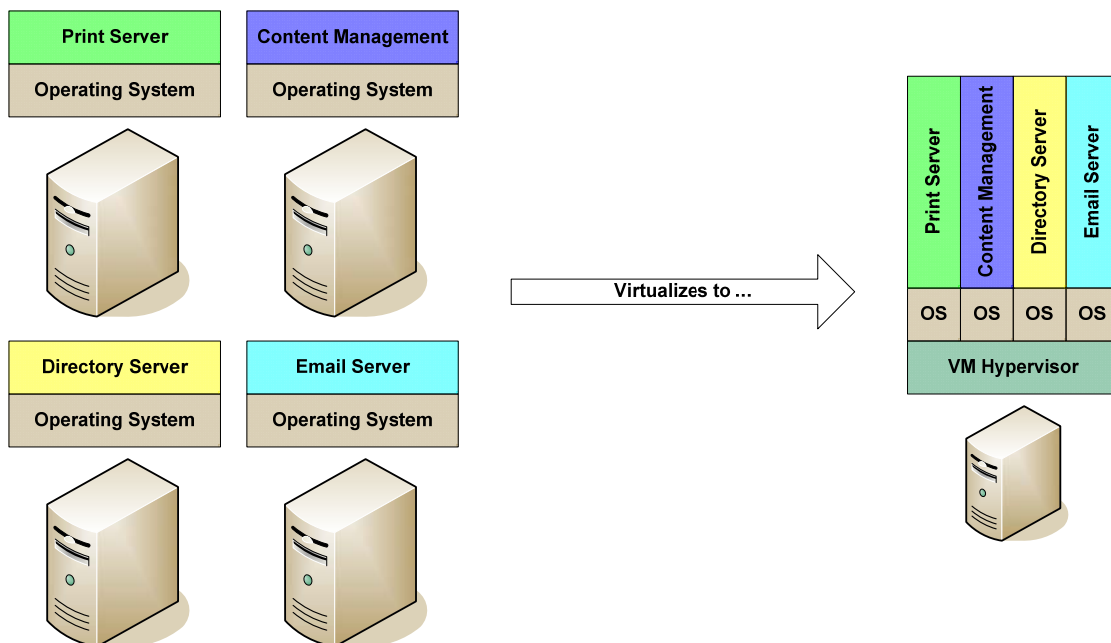 Print Server
Operating System
Content Management
Operating System
Directory Server
Operating System
Email Server
Operating System
Virtualizes to ...
Print Server
Content Management
Directory Server
Email Server
OS
OS
OS
OS
VM Hypervisor